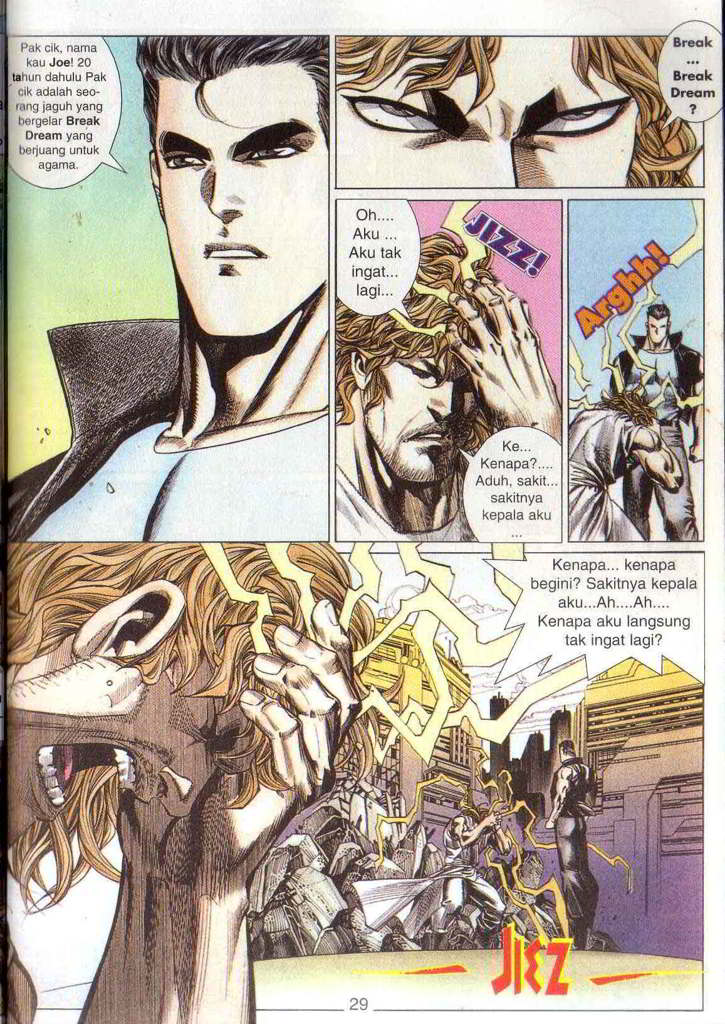 Pak cik, nama
kau Joe! 20
tahun dahulu Pak
cik adalah seo-
rang jaguh yang
bergelar Break
Dream yang
berjuang untuk
agama.
Break
...
Break
Dream
?
Oh....
Aku ...
Aku tak
ingat...
lagi...
JIZZ!
Ke...
Kenapa?....
Aduh, sakit...
sakitnya
kepala aku
...
Arghh!
Kenapa... kenapa
begini? Sakitnya kepala
aku...Ah....Ah....
Kenapa aku langsung
tak ingat lagi?
JIEZ
29